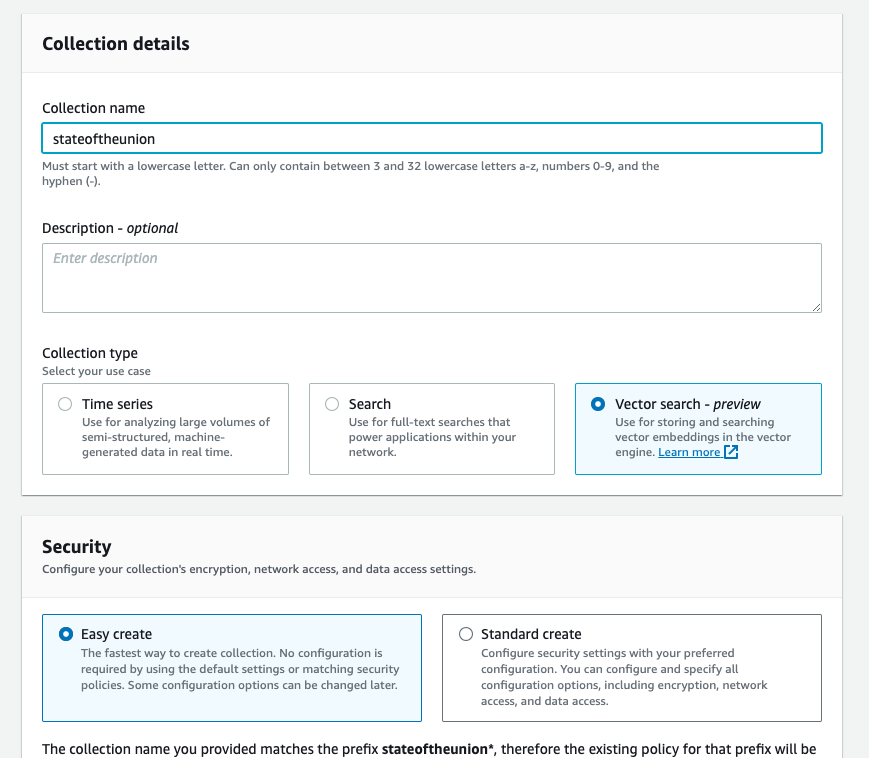 Collection details
Collection name
stateoftheunion
Must start with a lowercase letter. Can only contain between 3 and 32 lowercase letters a-z, numbers 0-9, and the
hyphen (-).
Description - optional
Enter description
Collection type
Select your use case
Time series
Use for analyzing large volumes of
semi-structured, machine-
generated data in real time.
Search
Use for full-text searches that
power applications within your
network.
Vector search - preview
Use for storing and searching
vector embeddings in the vector
engine. Learn more
Security
Configure your collection's encryption, network access, and data access settings.
Easy create
The fastest way to create collection. No configuration is
required by using the default settings or matching security
policies. Some configuration options can be changed later.
Standard create
Configure security settings with your preferred
configuration. You can configure and specify all
configuration options, including encryption, network
access, and data access.
The collection name you provided matches the prefix stateoftheunion*, therefore the existing policy for that prefix will be